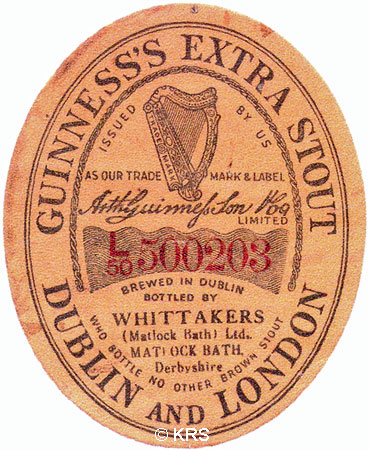 GUINNESS'S EXTRA STOUT
ISSUED BY US
TRADE MARK
AS OUR TRADE MARK & LABEL
Arth Guinness Son & Co
LIMITED
L/50 500203
BREWED IN DUBLIN
BOTTLED BY
WHITTAKERS
(Matlock Bath) Ltd.
MATLOCK BATH,
Derbyshire
WHO BOTTLE NO OTHER BROWN STOUT
DUBLIN AND LONDON
© KRS